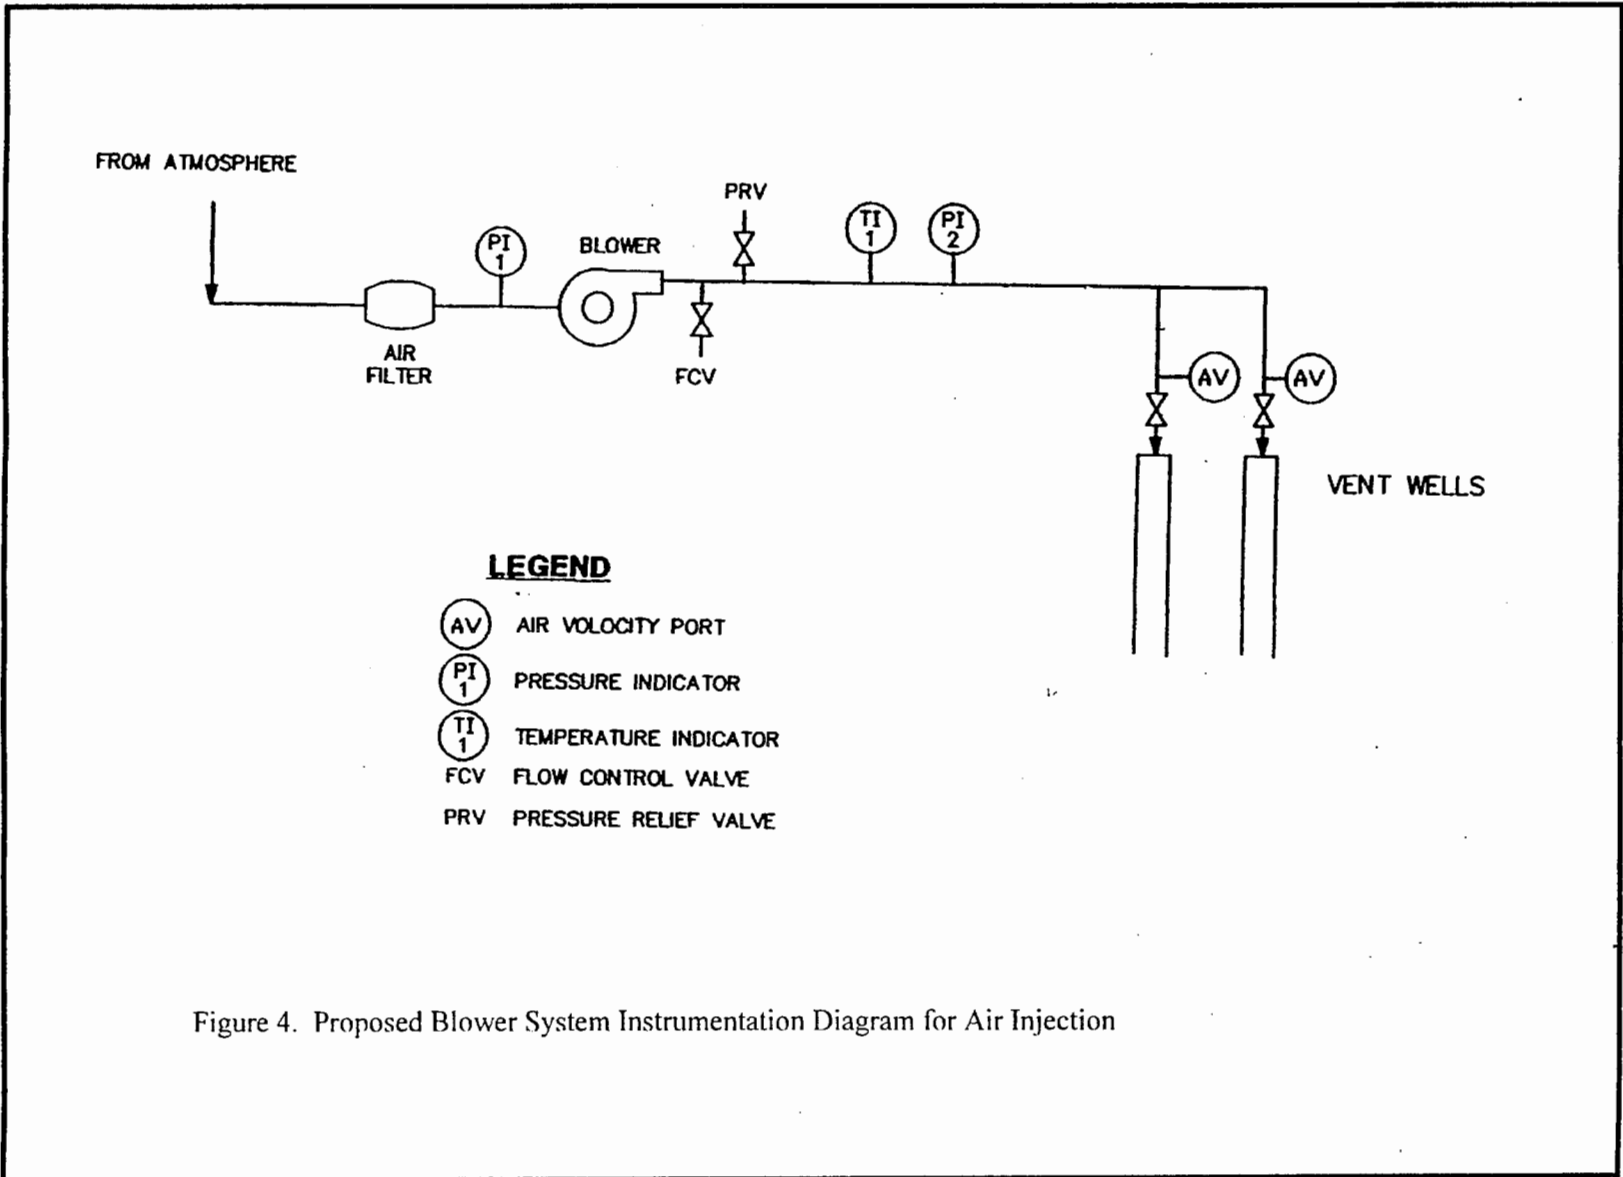 FROM ATMOSPHERE
PRV
PI
1
BLOWER
TI
1
PI
2
AIR
FILTER
FCV
AV
AV
VENT WELLS
LEGEND
AV AIR VOLOCITY PORT
PI
1
PRESSURE INDICATOR
TI
1
TEMPERATURE INDICATOR
FCV FLOW CONTROL VALVE
PRV PRESSURE RELIEF VALVE
Figure 4. Proposed Blower System Instrumentation Diagram for Air Injection